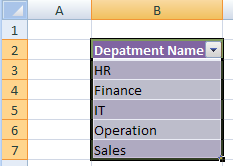 A B
1
2 Depatment Name
3 HR
4 Finance
5 IT
6 Operation
7 Sales